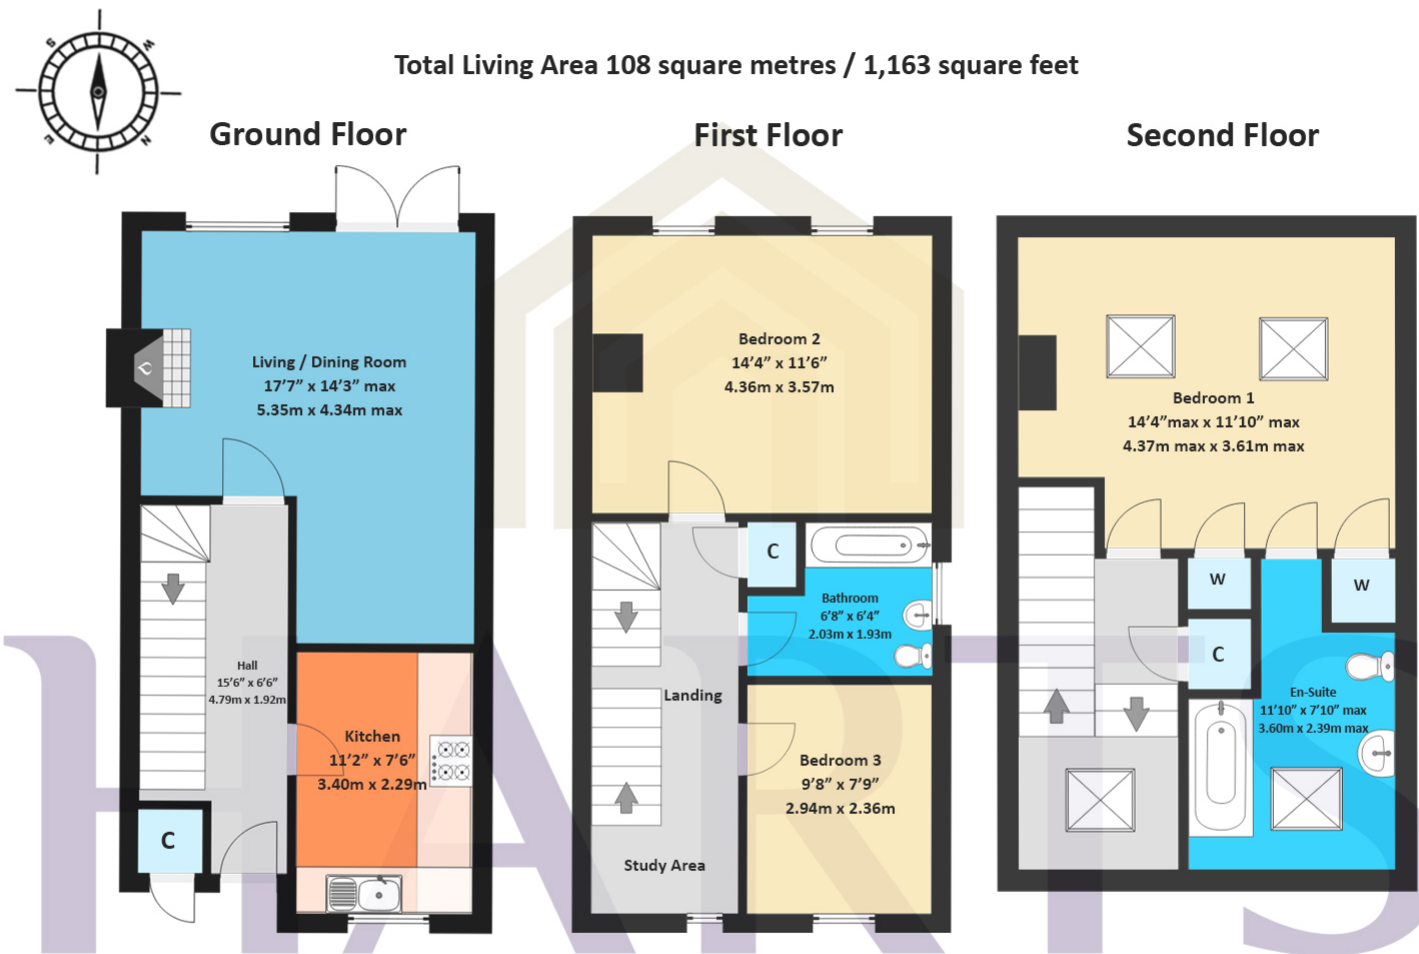 Total Living Area 108 square metres / 1,163 square feet
S
W
E
N
Ground Floor
First Floor
Second Floor
Living / Dining Room
17'7" x 14'3" max
5.35m x 4.34m max
Hall
15'6" x 6'6"
4.79m x 1.92m
Kitchen
11'2" x 7'6"
3.40m x 2.29m
C
Bedroom 2
14'4" x 11'6"
4.36m x 3.57m
C
Bathroom
6'8" x 6'4"
2.03m x 1.93m
Landing
Bedroom 3
9'8" x 7'9"
2.94m x 2.36m
Study Area
Bedroom 1
14'4"max x 11'10" max
4.37m max x 3.61m max
W
W
C
En-Suite
11'10" x 7'10" max
3.60m x 2.39m max
HARTS